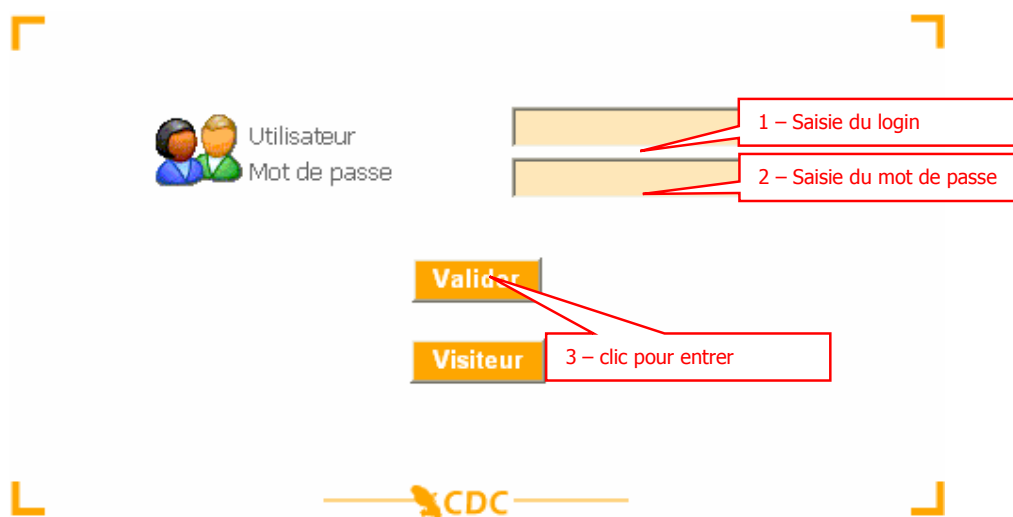 Utilisateur
1 – Saisie du login
Mot de passe
2 – Saisie du mot de passe
Valider
Visiteur
3 – clic pour entrer
CDC